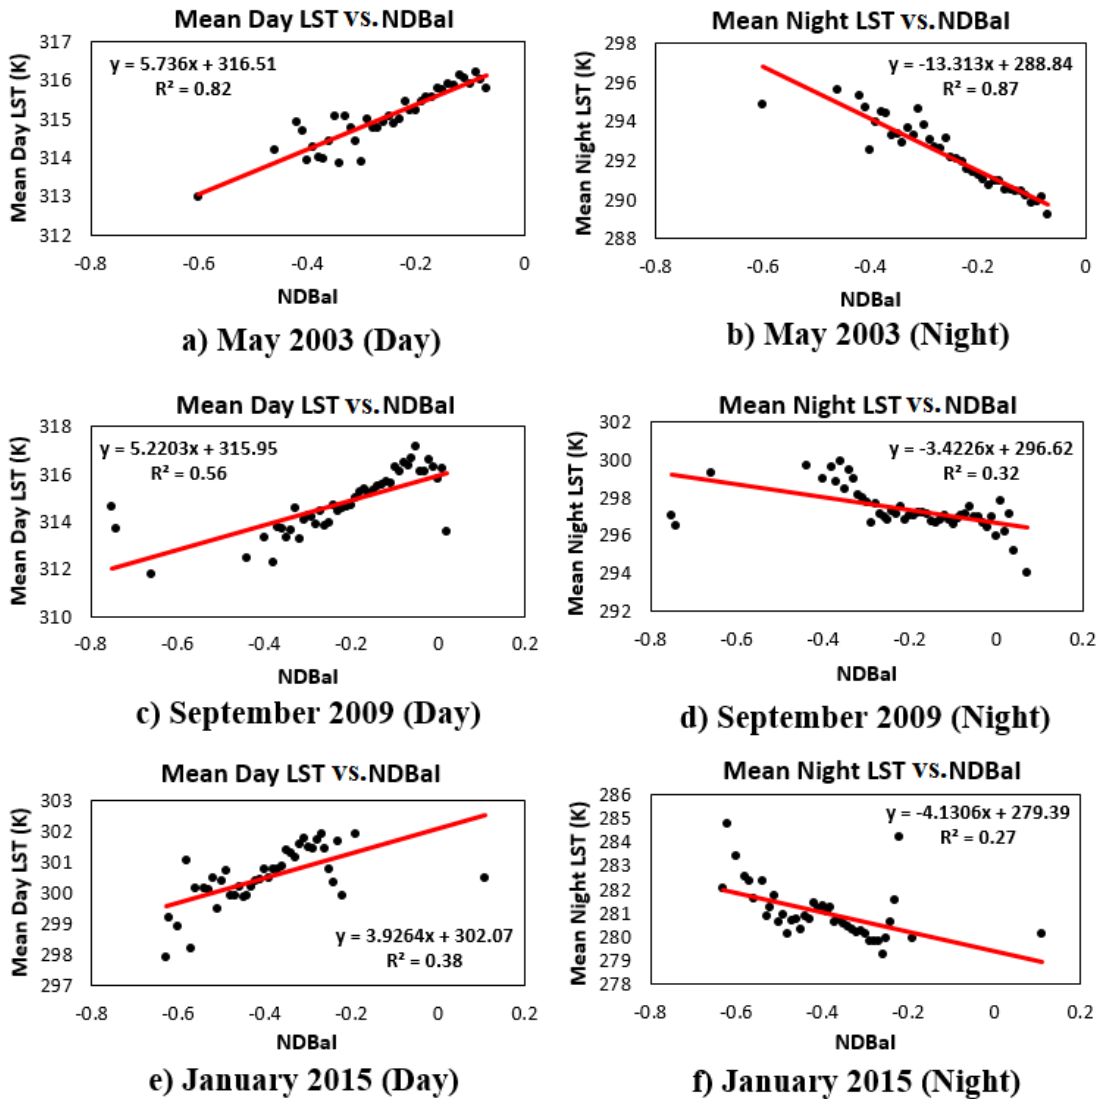 Mean Day LST vs. NDBaI
y = 5.736x + 316.51
R² = 0.82
Mean Day LST (K)
317
316
315
314
313
312
-0.8 -0.6 -0.4 -0.2 0
NDBaI
a) May 2003 (Day)
Mean Night LST vs. NDBaI
y = -13.313x + 288.84
R² = 0.87
Mean Night LST (K)
298
296
294
292
290
288
-0.8 -0.6 -0.4 -0.2 0
NDBaI
b) May 2003 (Night)
Mean Day LST vs. NDBaI
y = 5.2203x + 315.95
R² = 0.56
Mean Day LST (K)
318
316
314
312
310
-0.8 -0.6 -0.4 -0.2 0 0.2
NDBaI
c) September 2009 (Day)
Mean Night LST vs. NDBaI
y = -3.4226x + 296.62
R² = 0.32
Mean Night LST (K)
302
300
298
296
294
292
-0.8 -0.6 -0.4 -0.2 0 0.2
NDBaI
d) September 2009 (Night)
Mean Day LST vs. NDBaI
Mean Day LST (K)
303
302
301
300
299
298
297
y = 3.9264x + 302.07
R² = 0.38
-0.8 -0.6 -0.4 -0.2 0 0.2
NDBaI
e) January 2015 (Day)
Mean Night LST vs. NDBaI
y = -4.1306x + 279.39
R² = 0.27
Mean Night LST (K)
286
285
284
283
282
281
280
279
278
-0.8 -0.6 -0.4 -0.2 0 0.2
NDBaI
f) January 2015 (Night)